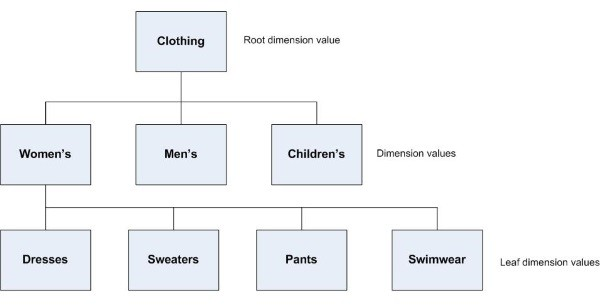 Clothing
Root dimension value
Women's
Men's
Children's
Dimension values
Dresses
Sweaters
Pants
Swimwear
Leaf dimension values